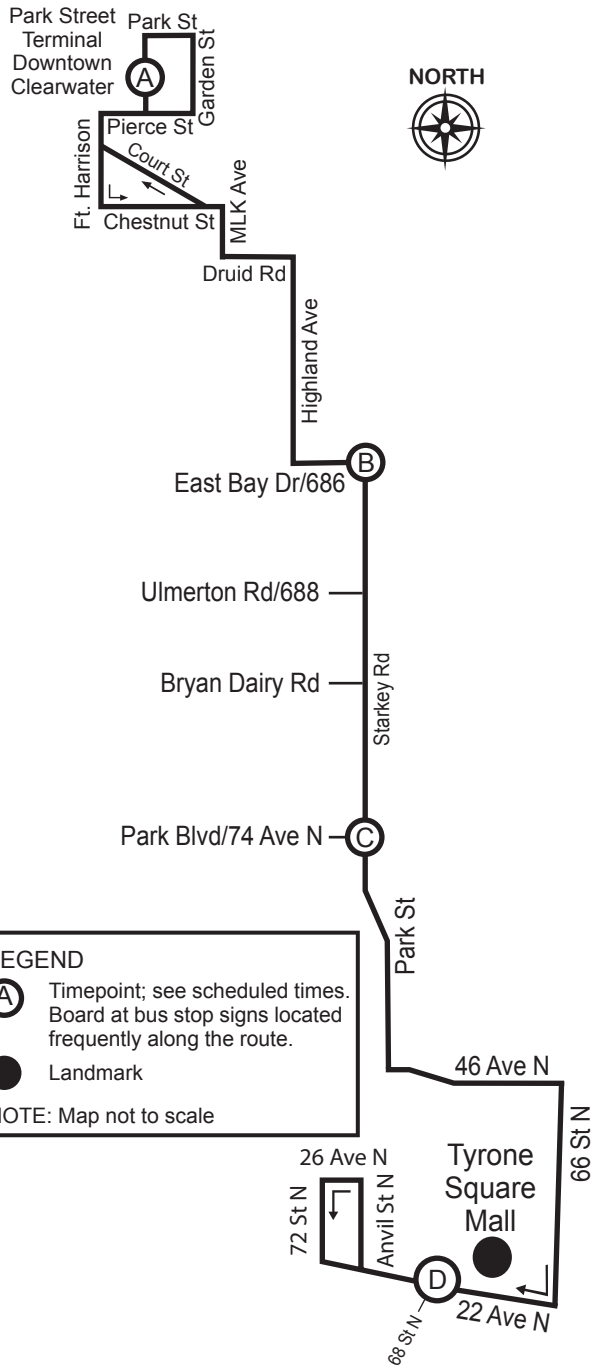 Park Street
Terminal
Downtown
Clearwater
Park St
A
Garden St
Pierce St
NORTH
Ft. Harrison
Court St
Chestnut St
MLK Ave
Druid Rd
Highland Ave
B
East Bay Dr/686
Ulmerton Rd/688
Bryan Dairy Rd
Starkey Rd
Park Blvd/74 Ave N
C
Park St
EGEND
A
Timepoint; see scheduled times.
Board at bus stop signs located
frequently along the route.
Landmark
OTE: Map not to scale
46 Ave N
66 St N
Tyrone
Square
Mall
26 Ave N
72 St N
Anvil St N
D
22 Ave N
68 St N